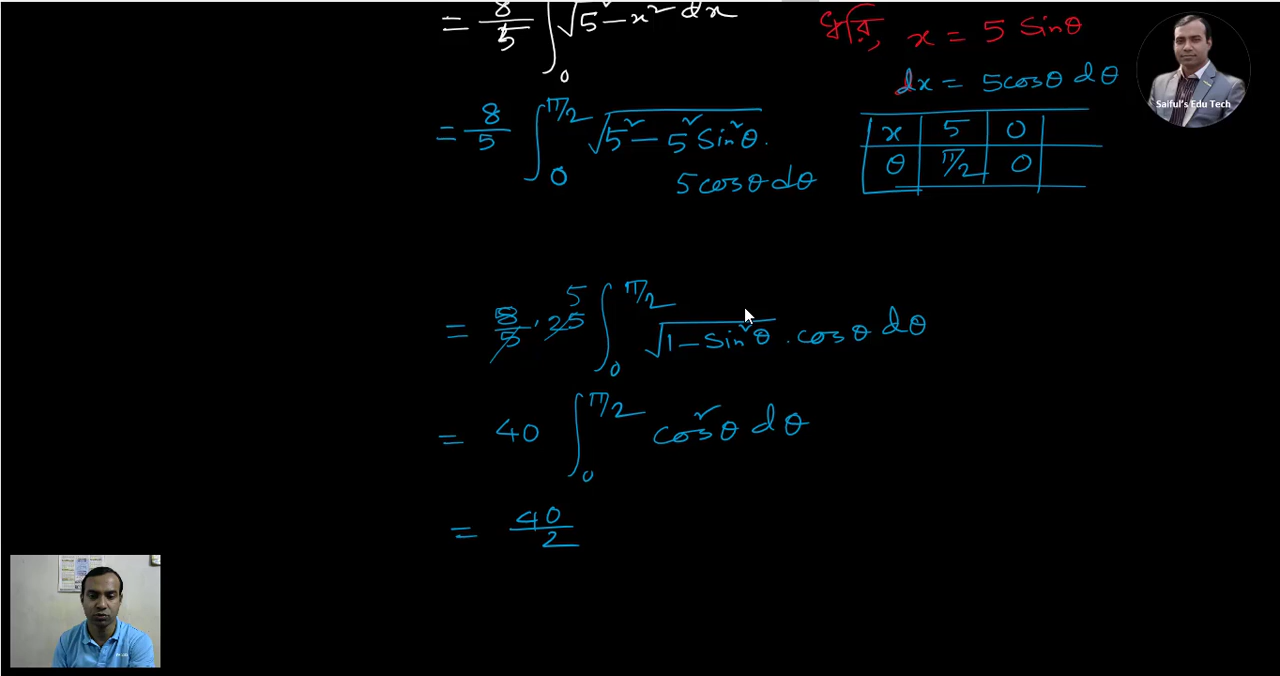 = 8/5 ∫₀ √5² − x² dx
ধরি, x = 5 Sinθ
dx = 5cosθ dθ
x 5 0
θ π/2 0
= 8/5 ∫₀^π/2 √5² − 5² Sin²θ .
5cosθ dθ
= 8/5 . 25 5 ∫₀^π/2 √1 − Sin²θ . cosθ dθ
= 40 ∫₀^π/2 cos²θ dθ
= 40/2
Saiful's Edu Tech